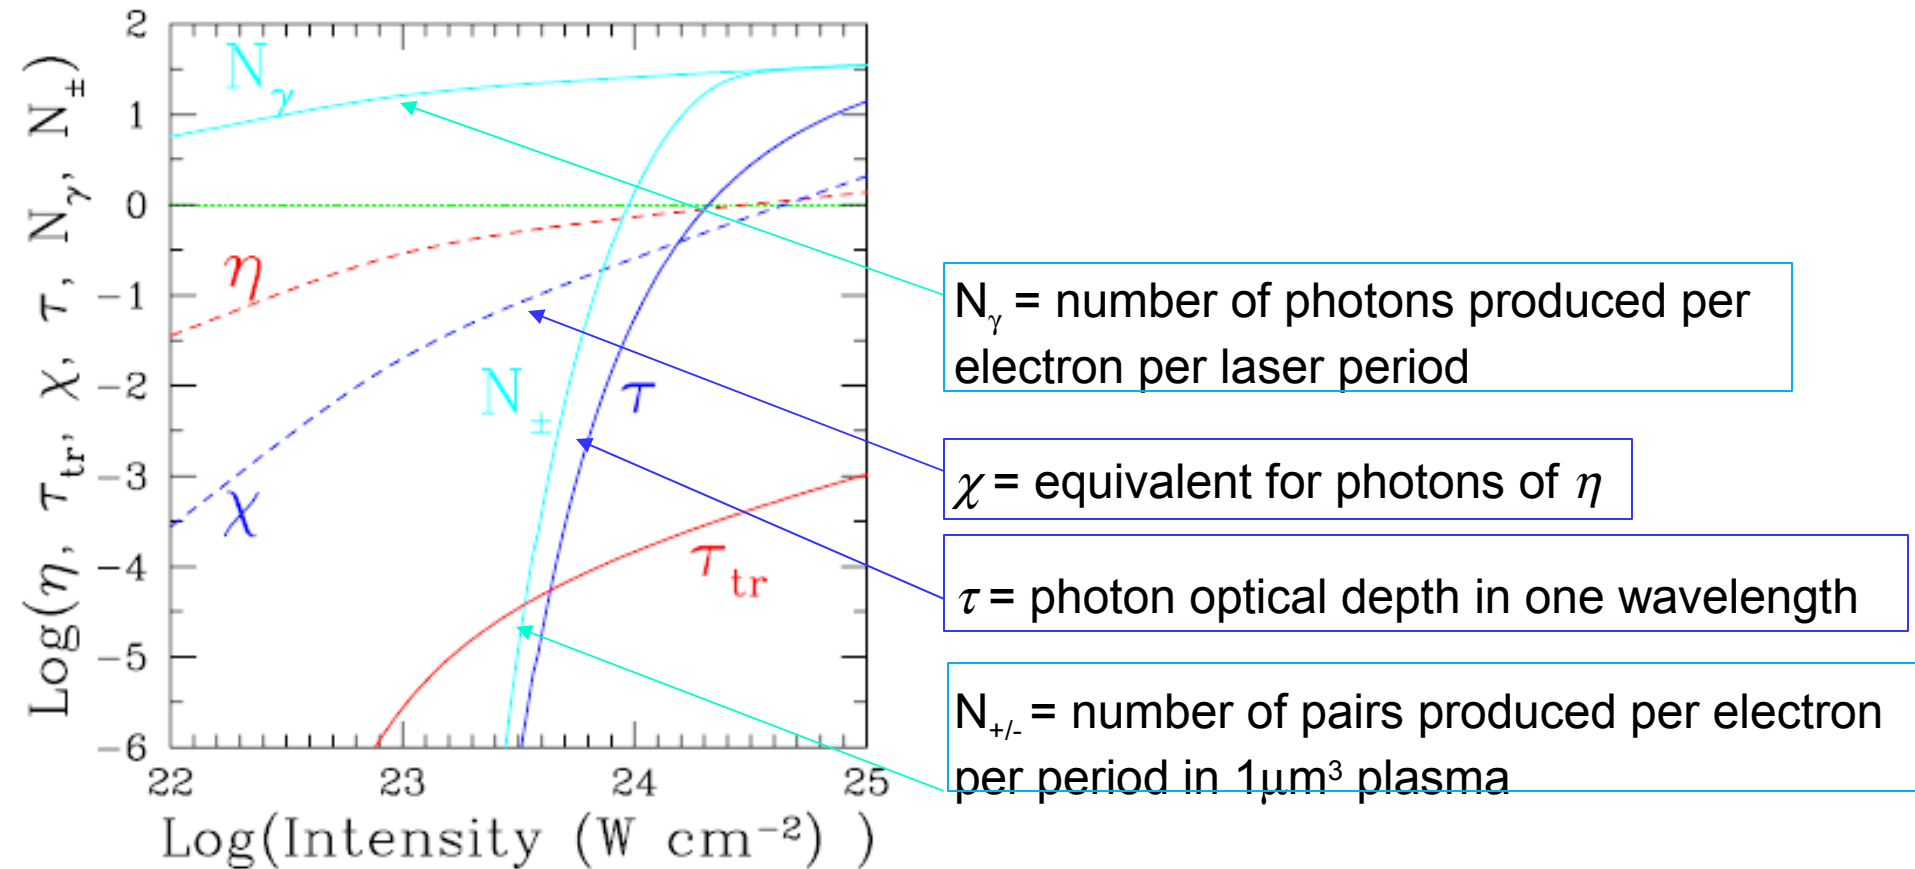 Log(η, τtr, χ, τ, Nγ, N±)
2
1
0
−1
−2
−3
−4
−5
−6
Nγ
η
χ
N±
τ
τtr
22 23 24 25
Log(Intensity (W cm⁻²) )
Nγ = number of photons produced per
electron per laser period
χ = equivalent for photons of η
τ = photon optical depth in one wavelength
N+/- = number of pairs produced per electron
per period in 1μm³ plasma